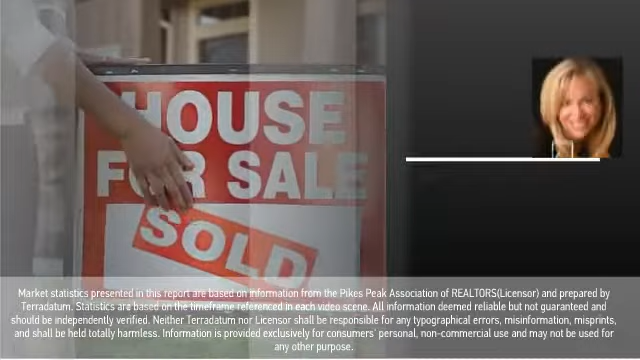 HOUSE
FOR SALE
SOLD
Market statistics presented in this report are based on information from the Pikes Peak Association of REALTORS(Licensor) and prepared by
Terradatum. Statistics are based on the timeframe referenced in each video scene. All information deemed reliable but not guaranteed and
should be independently verified. Neither Terradatum nor Licensor shall be responsible for any typographical errors, misinformation, misprints,
and shall be held totally harmless. Information is provided exclusively for consumers' personal, non-commercial use and may not be used for
any other purpose.